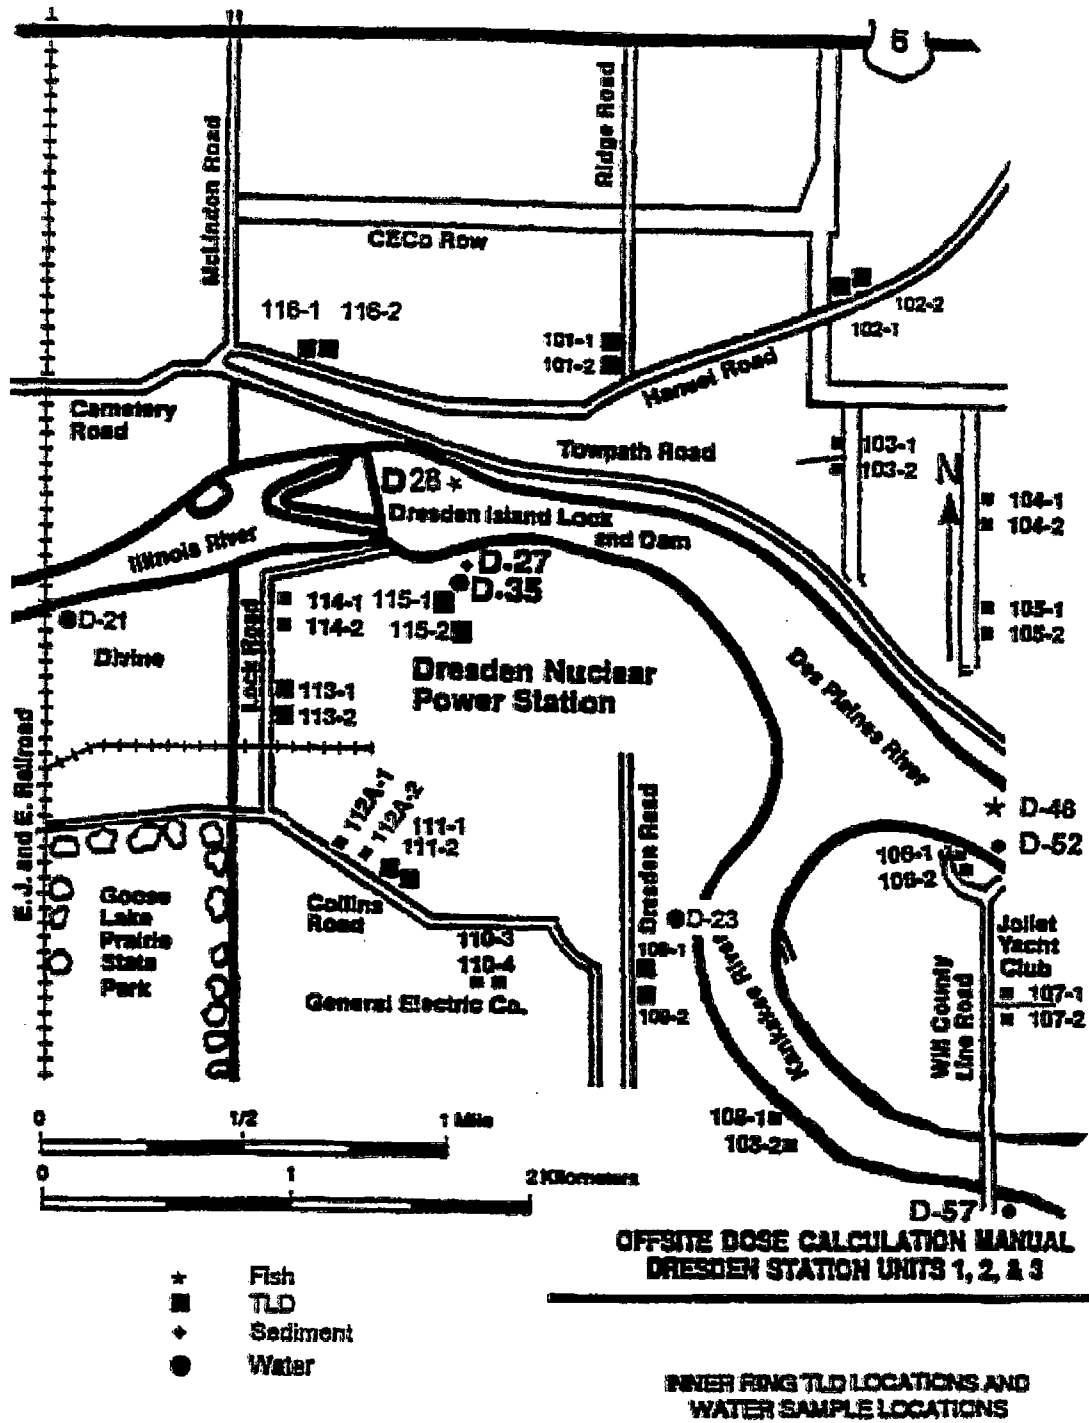 6
McLindon Road
Ridge Road
CECo Row
116-1 116-2
101-1
101-2
102-2
102-1
Hansel Road
Cemetery
Road
Towpath Road
103-1
103-2
N
104-1
104-2
D 28
Dresden Island Lock
and Dam
Illinois River
D-27
D-35
114-1
114-2
115-1
115-2
105-1
105-2
D-21
Divine
Lock Road
Dresden Nuclear
Power Station
113-1
113-2
Des Plaines River
E.J. and E. Railroad
112A-1
112A-2
111-1
111-2
Dresden Road
D-46
D-52
106-1
106-2
Goose
Lake
Prairie
State
Park
Collins
Road
D-23
110-3
110-4
General Electric Co.
109-1
109-2
Kankakee River
Joliet
Yacht
Club
Will County
Line Road
107-1
107-2
108-1
108-2
0 1/2 1 Mile
0 1 2 Kilometers
D-57
OFFSITE DOSE CALCULATION MANUAL
DRESDEN STATION UNITS 1, 2, & 3
Fish
TLD
Sediment
Water
INNER RING TLD LOCATIONS AND
WATER SAMPLE LOCATIONS